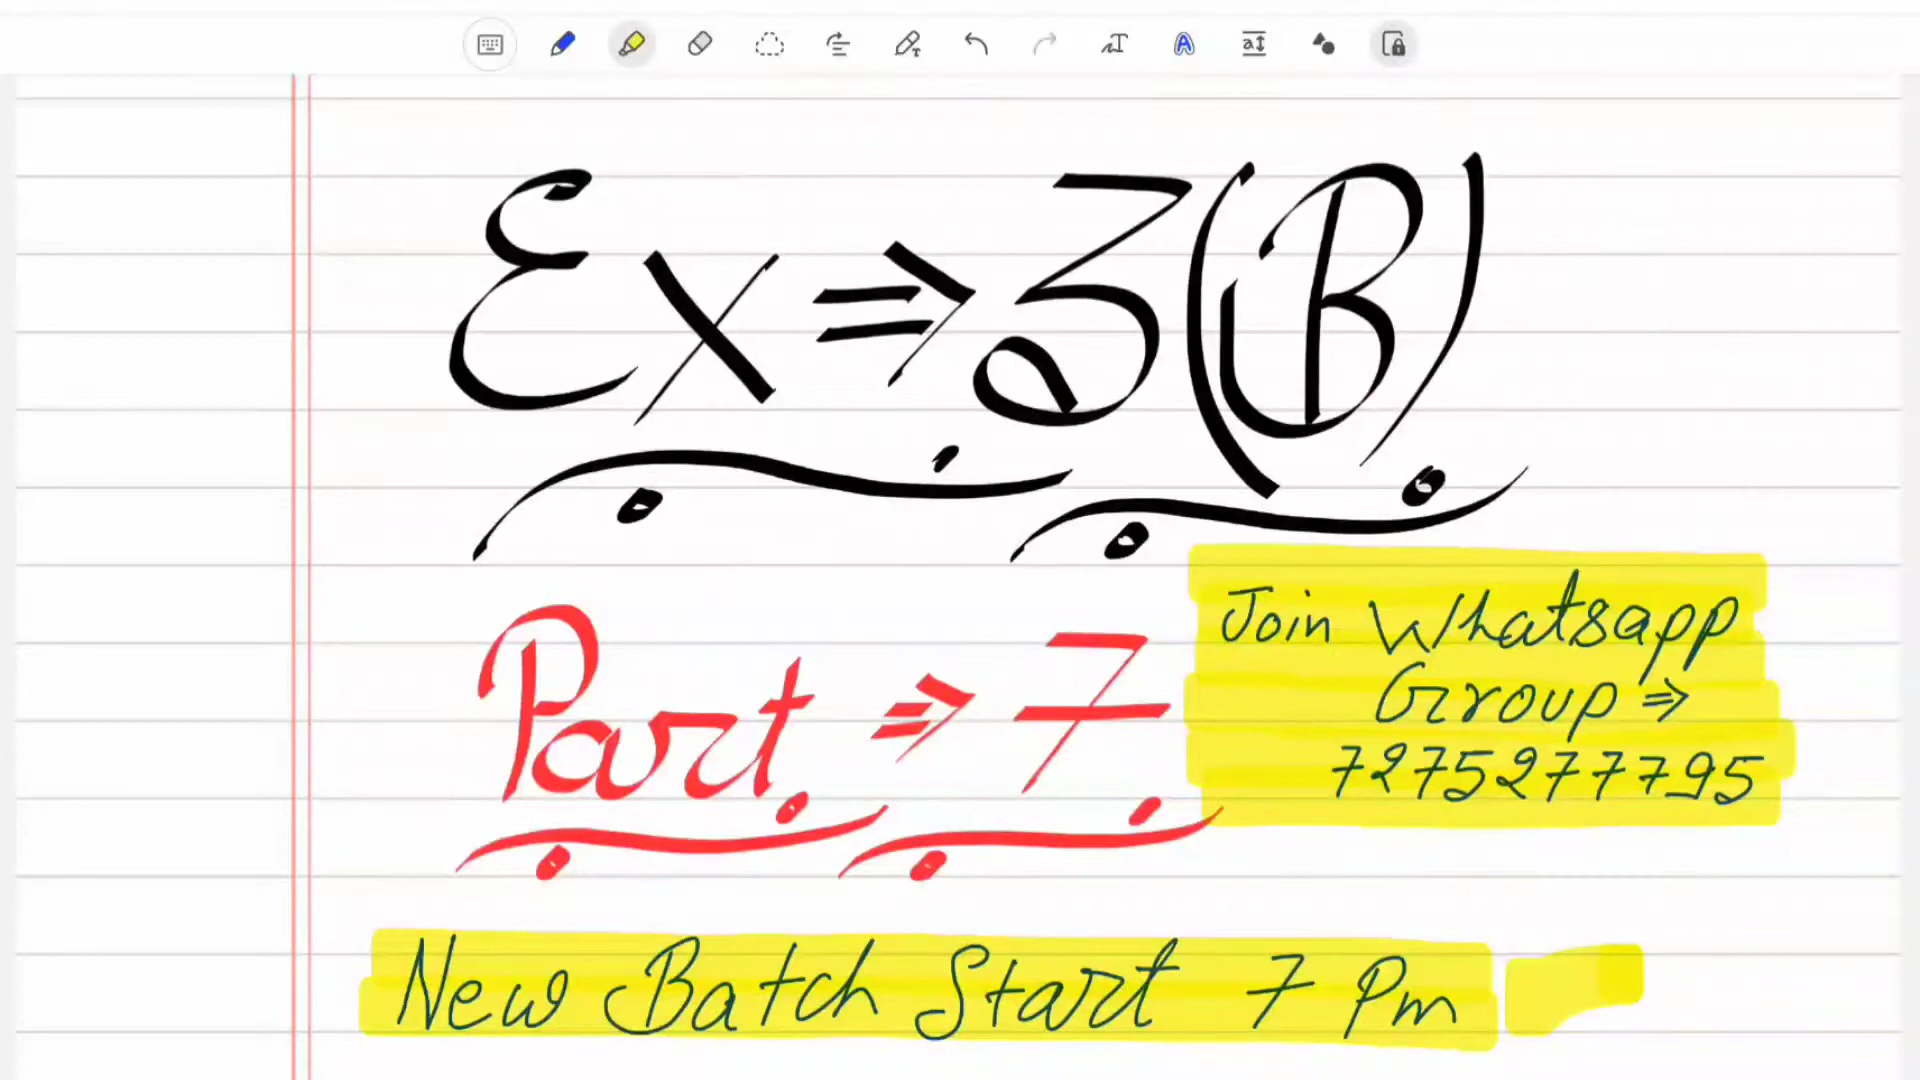 Ex ⇒ 3(B)
Part ⇒ 7
Join Whatsapp
Group ⇒
7275277795
New Batch Start 7 Pm